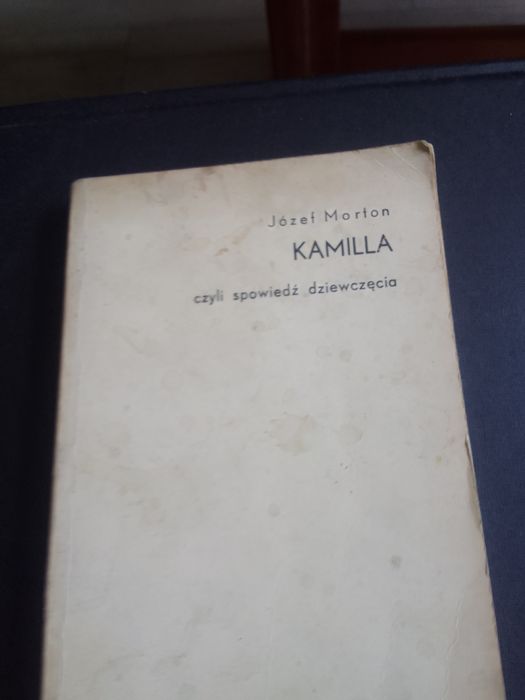 Józef Morton
KAMILLA
czyli spowiedź dziewczęcia